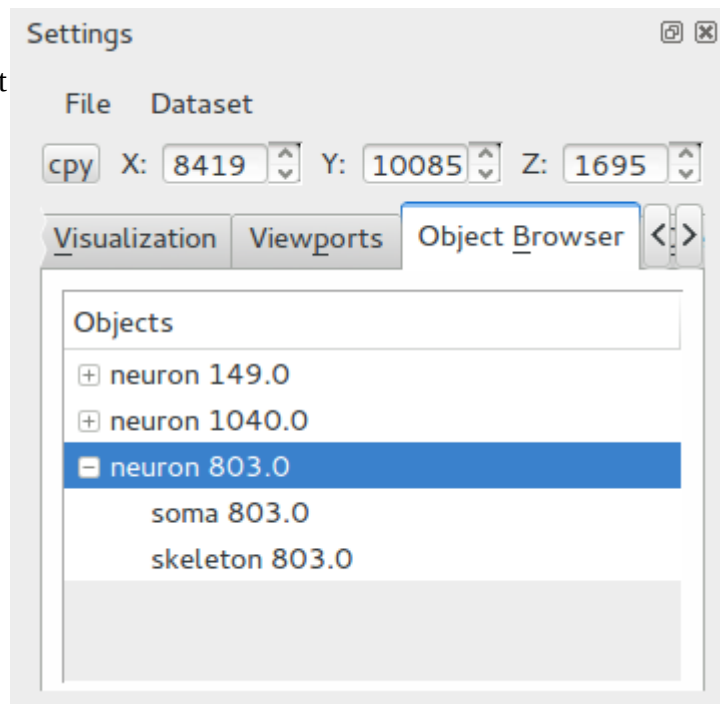 Settings
t
File Dataset
cpy X: 8419 Y: 10085 Z: 1695
Visualization Viewports Object Browser
Objects
neuron 149.0
neuron 1040.0
neuron 803.0
soma 803.0
skeleton 803.0